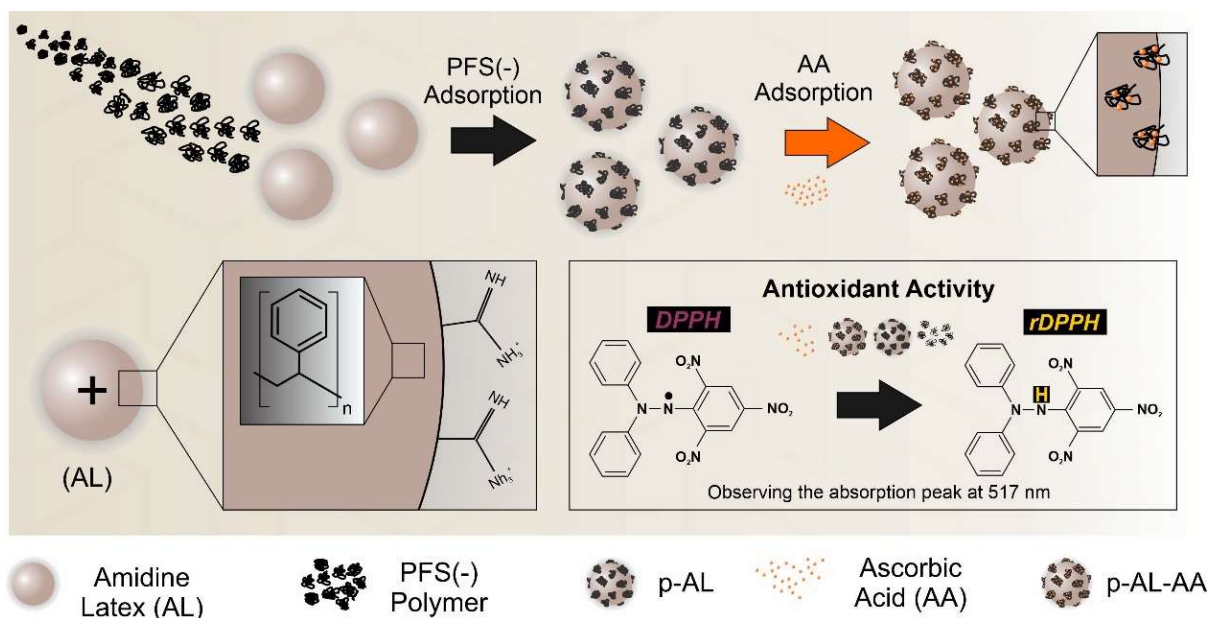 PFS(-)
Adsorption
AA
Adsorption
+
(AL)
n
NH
NH₃⁺
NH
Nh₃⁺
Antioxidant Activity
DPPH
rDPPH
O₂N
N
N
NO₂
O₂N
O₂N
H
N
N
NO₂
O₂N
Observing the absorption peak at 517 nm
Amidine
Latex (AL)
PFS(-)
Polymer
p-AL
Ascorbic
Acid (AA)
p-AL-AA